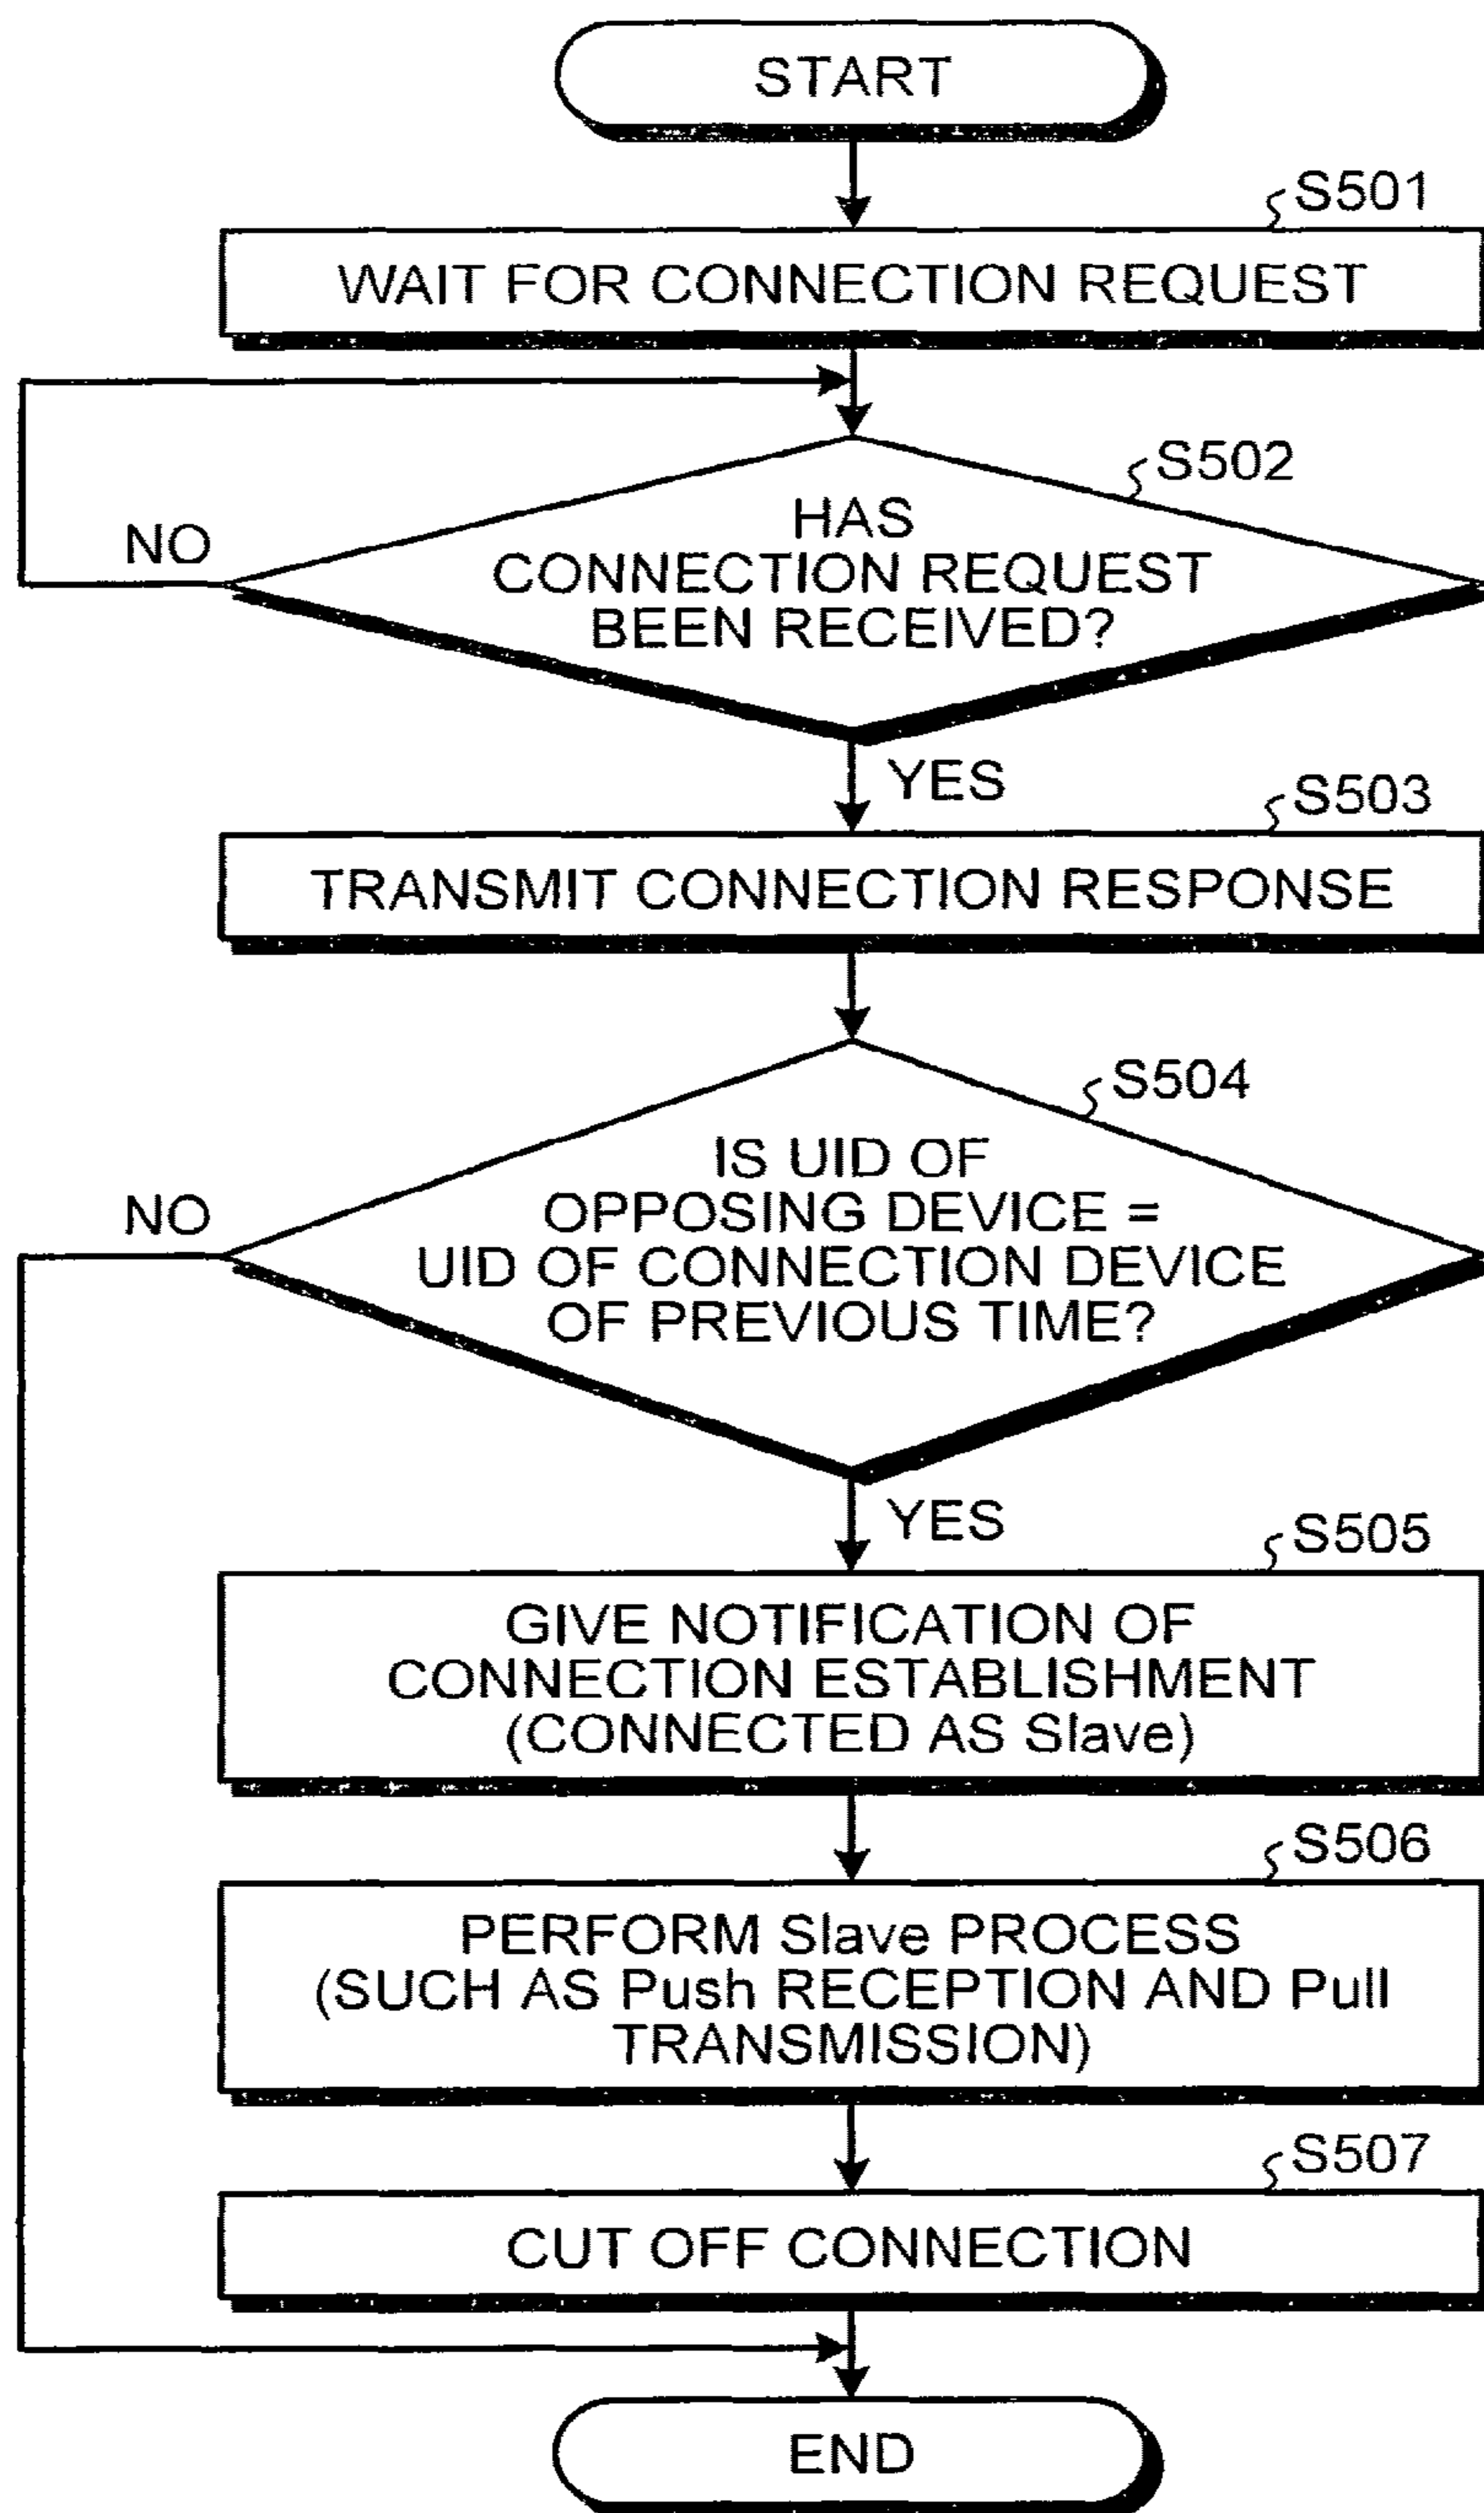 START
S501
WAIT FOR CONNECTION REQUEST
S502
HAS
CONNECTION REQUEST
BEEN RECEIVED?
NO
YES
S503
TRANSMIT CONNECTION RESPONSE
S504
IS UID OF
OPPOSING DEVICE =
UID OF CONNECTION DEVICE
OF PREVIOUS TIME?
NO
YES
S505
GIVE NOTIFICATION OF
CONNECTION ESTABLISHMENT
(CONNECTED AS Slave)
S506
PERFORM Slave PROCESS
(SUCH AS Push RECEPTION AND Pull
TRANSMISSION)
S507
CUT OFF CONNECTION
END